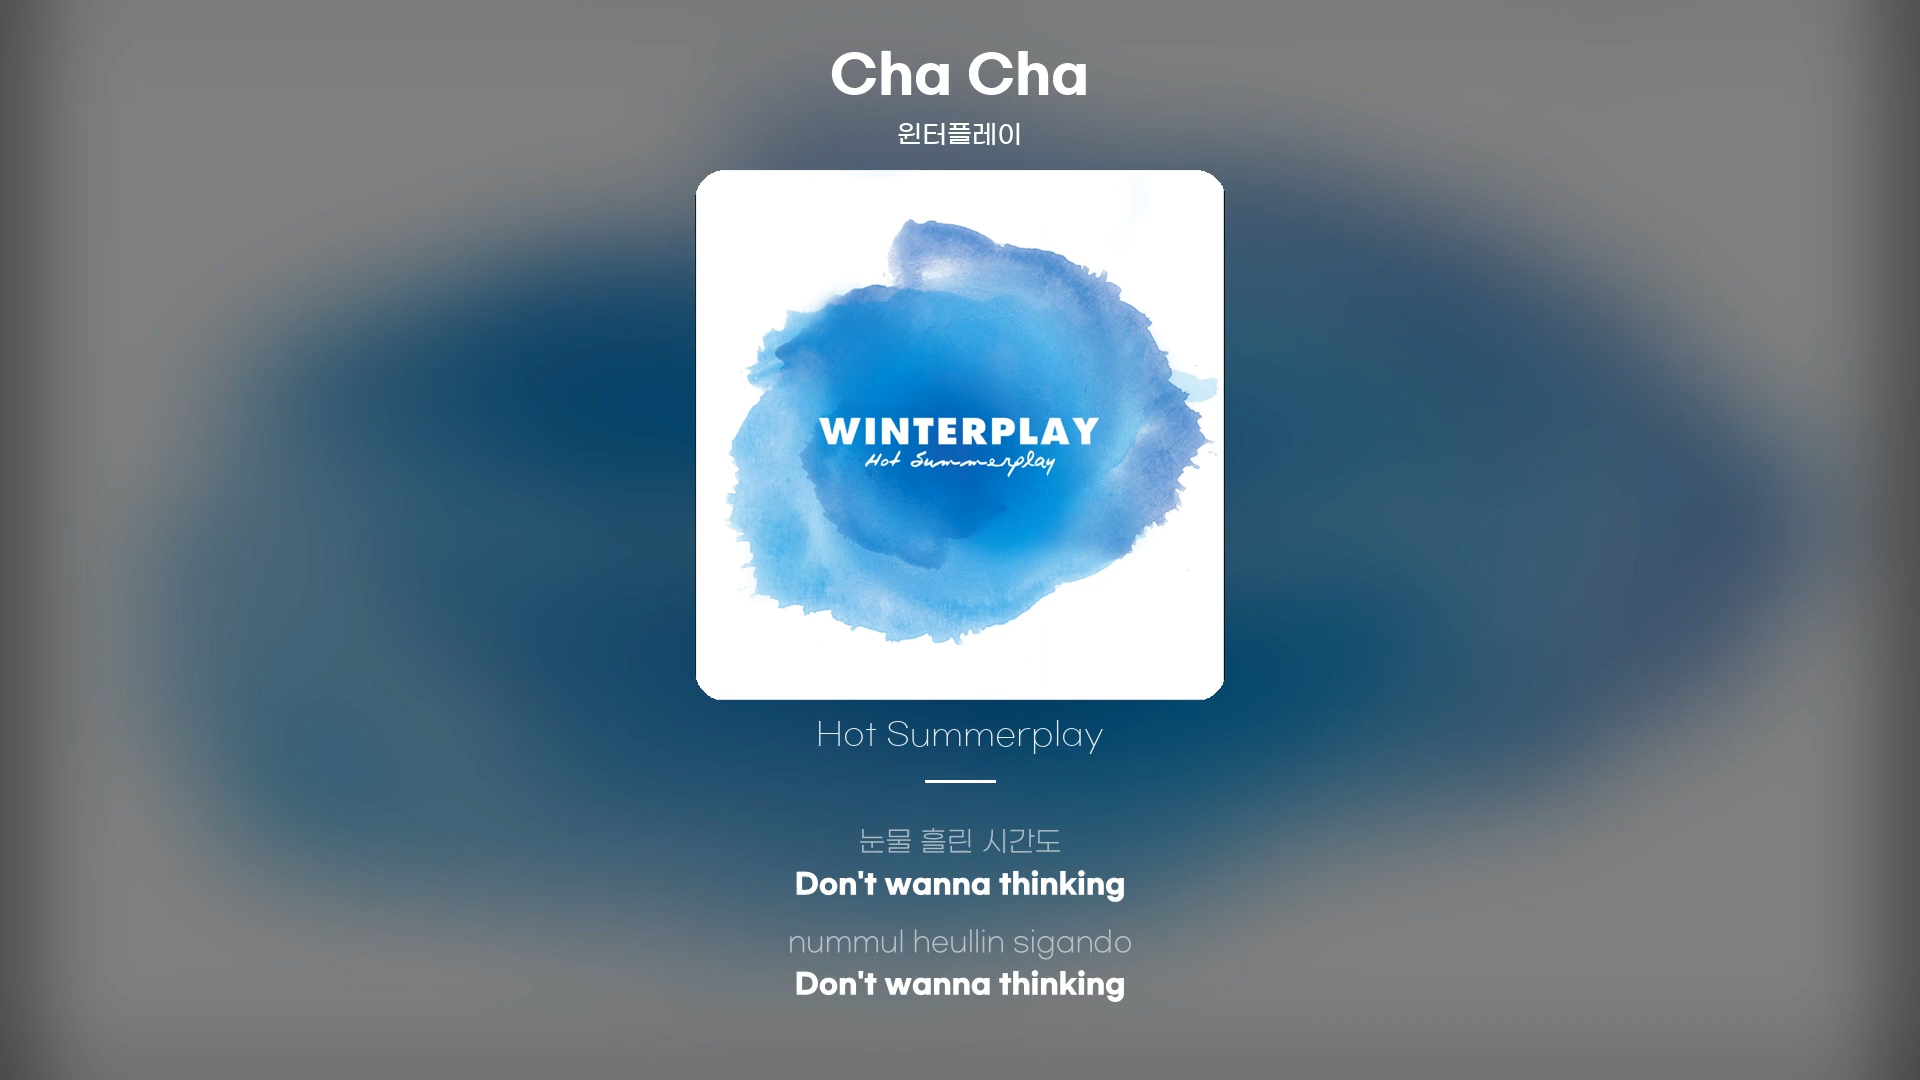 Cha Cha
윈터플레이
WINTERPLAY
Hot Summerplay
Hot Summerplay
눈물 흘린 시간도
Don't wanna thinking
nummul heullin sigando
Don't wanna thinking